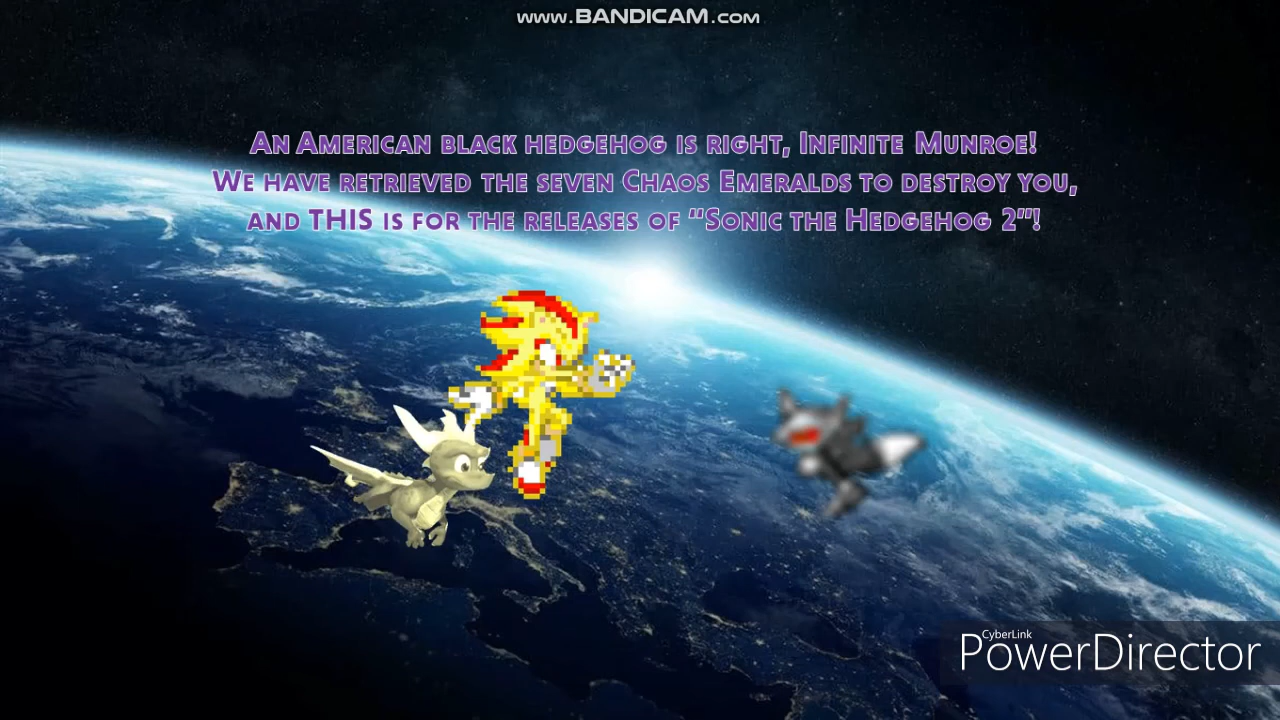 www.BANDICAM.com
An American black hedgehog is right, Infinite Munroe!
We have retrieved the seven Chaos Emeralds to destroy you,
and THIS is for the releases of “Sonic the Hedgehog 2”!
CyberLink
PowerDirector